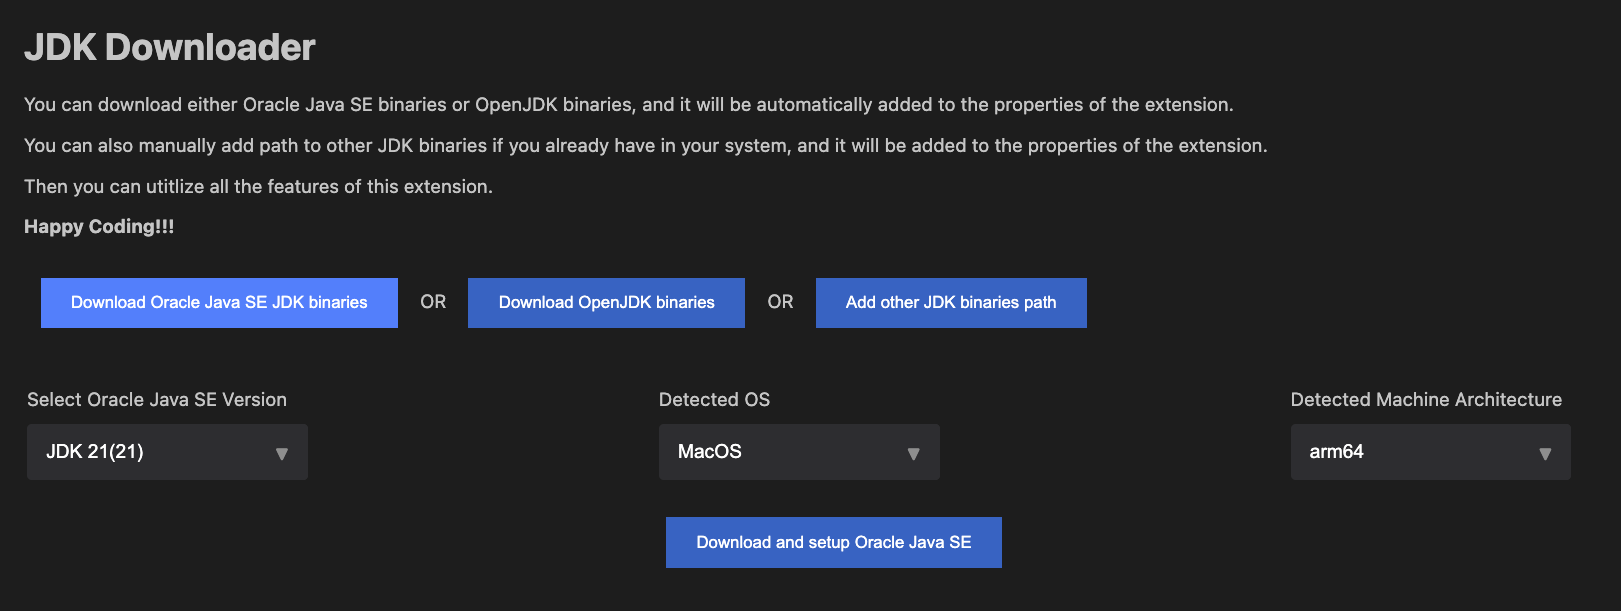 JDK Downloader
You can download either Oracle Java SE binaries or OpenJDK binaries, and it will be automatically added to the properties of the extension.
You can also manually add path to other JDK binaries if you already have in your system, and it will be added to the properties of the extension.
Then you can utitlize all the features of this extension.
Happy Coding!!!
Download Oracle Java SE JDK binaries OR Download OpenJDK binaries OR Add other JDK binaries path
Select Oracle Java SE Version Detected OS Detected Machine Architecture
JDK 21(21) MacOS arm64
Download and setup Oracle Java SE